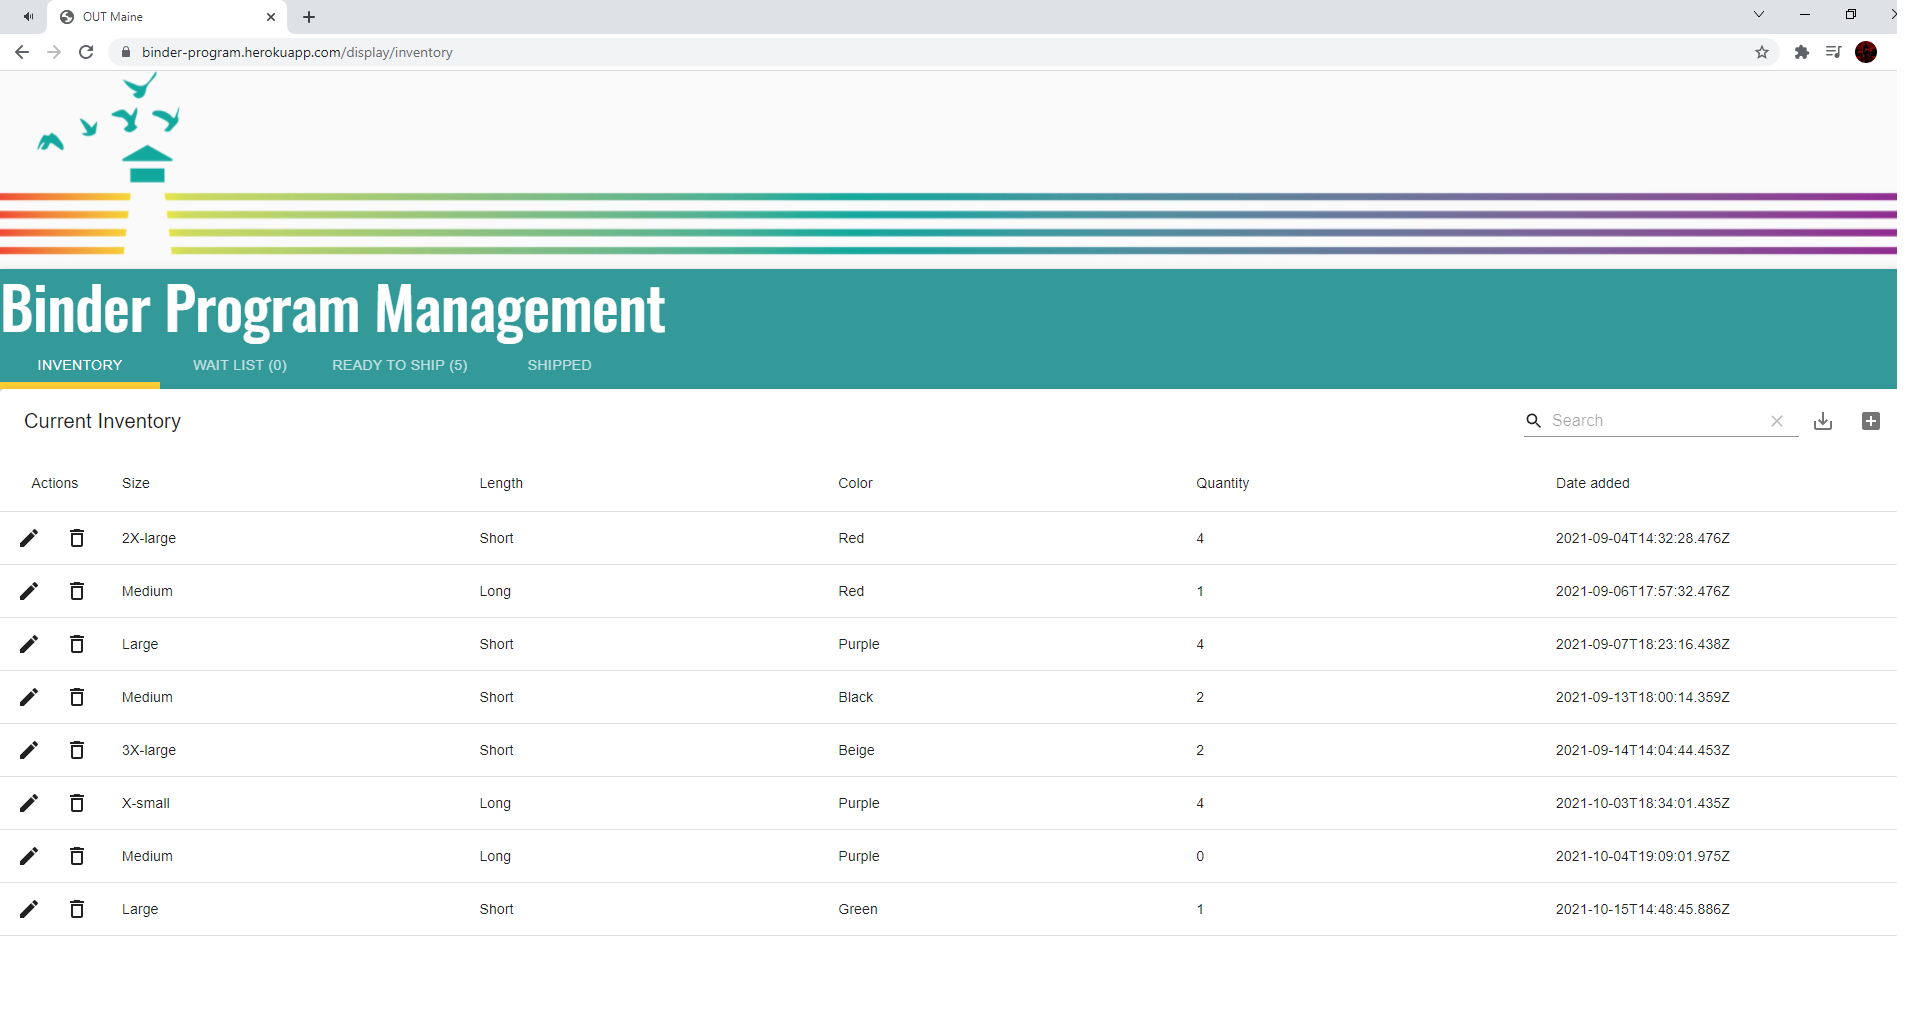 OUT Maine
binder-program.herokuapp.com/display/inventory
Binder Program Management
INVENTORY WAIT LIST (0) READY TO SHIP (5) SHIPPED
Current Inventory Search
Actions Size Length Color Quantity Date added
2X-large Short Red 4 2021-09-04T14:32:28.476Z
Medium Long Red 1 2021-09-06T17:57:32.476Z
Large Short Purple 4 2021-09-07T18:23:16.438Z
Medium Short Black 2 2021-09-13T18:00:14.359Z
3X-large Short Beige 2 2021-09-14T14:04:44.453Z
X-small Long Purple 4 2021-10-03T18:34:01.435Z
Medium Long Purple 0 2021-10-04T19:09:01.975Z
Large Short Green 1 2021-10-15T14:48:45.886Z